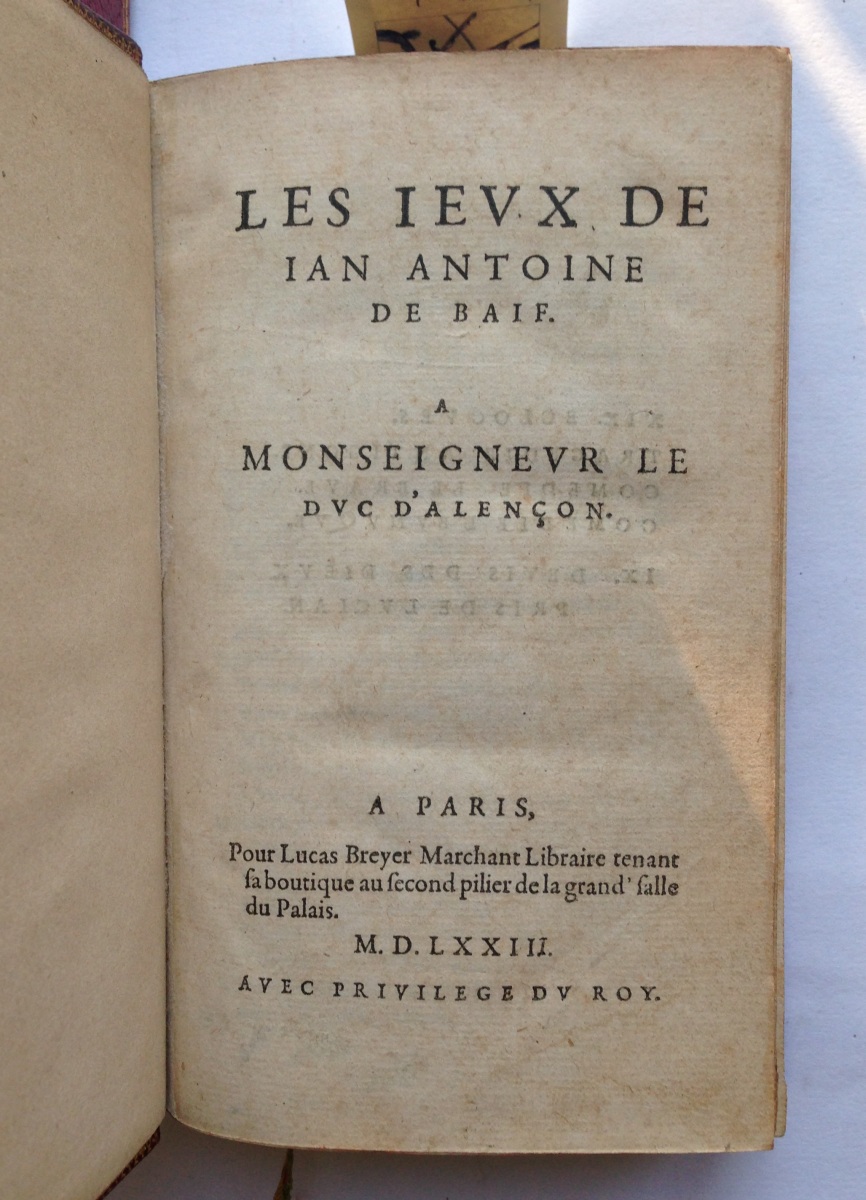 LES IEVX DE
IAN ANTOINE
DE BAIF.
A
MONSEIGNEVR LE
DVC D'ALENÇON.
A PARIS,
Pour Lucas Breyer Marchant Libraire tenant
ſa boutique au ſecond pilier de la grand' ſalle
du Palais.
M. D. LXXIII.
AVEC PRIVILEGE DV ROY.